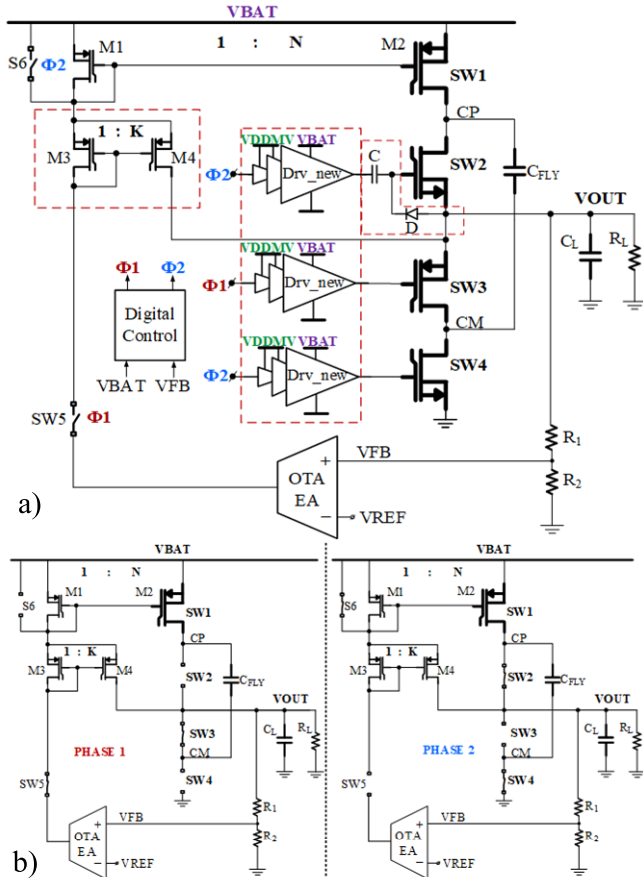 VBAT
1 : N
M1
M2
S6
Φ2
SW1
CP
1 : K
M3
M4
VDDMV VBAT
Φ2
Drv_new
C
SW2
CFLY
D
VOUT
CL
RL
Φ1
Φ2
VDDMV VBAT
Φ1
Drv_new
SW3
Digital
Control
CM
VDDMV VBAT
Φ2
Drv_new
SW4
VBAT
VFB
SW5
Φ1
R1
VFB
R2
+
OTA
EA
−
VREF
a)
VBAT
1 : N
M1
M2
S6
SW1
CP
1 : K
M3
M4
SW2
CFLY
VOUT
SW3
CL
RL
PHASE 1
CM
SW5
SW4
R1
VFB
+
OTA
EA
−
R2
VREF
b)
VBAT
1 : N
M1
M2
S6
SW1
CP
1 : K
M3
M4
SW2
CFLY
VOUT
SW3
CL
RL
PHASE 2
CM
SW5
SW4
R1
VFB
+
OTA
EA
−
R2
VREF